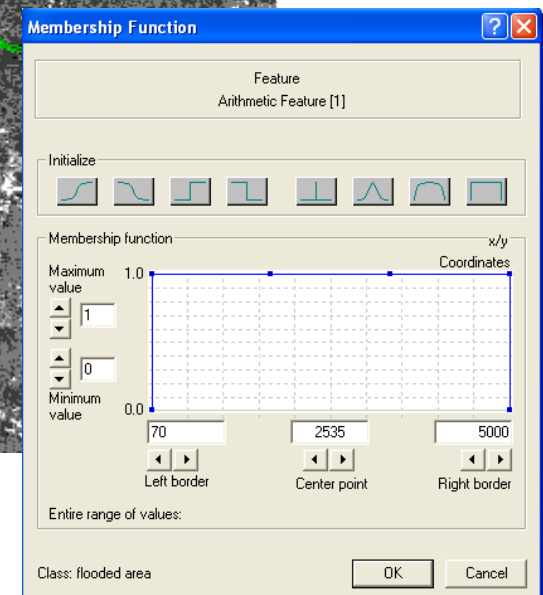 Membership Function
Feature
Arithmetic Feature [1]
Initialize
Membership function
x/y
Coordinates
Maximum
value
1.0
1
0
Minimum
value
0.0
70 2535 5000
Left border Center point Right border
Entire range of values:
Class: flooded area
OK Cancel